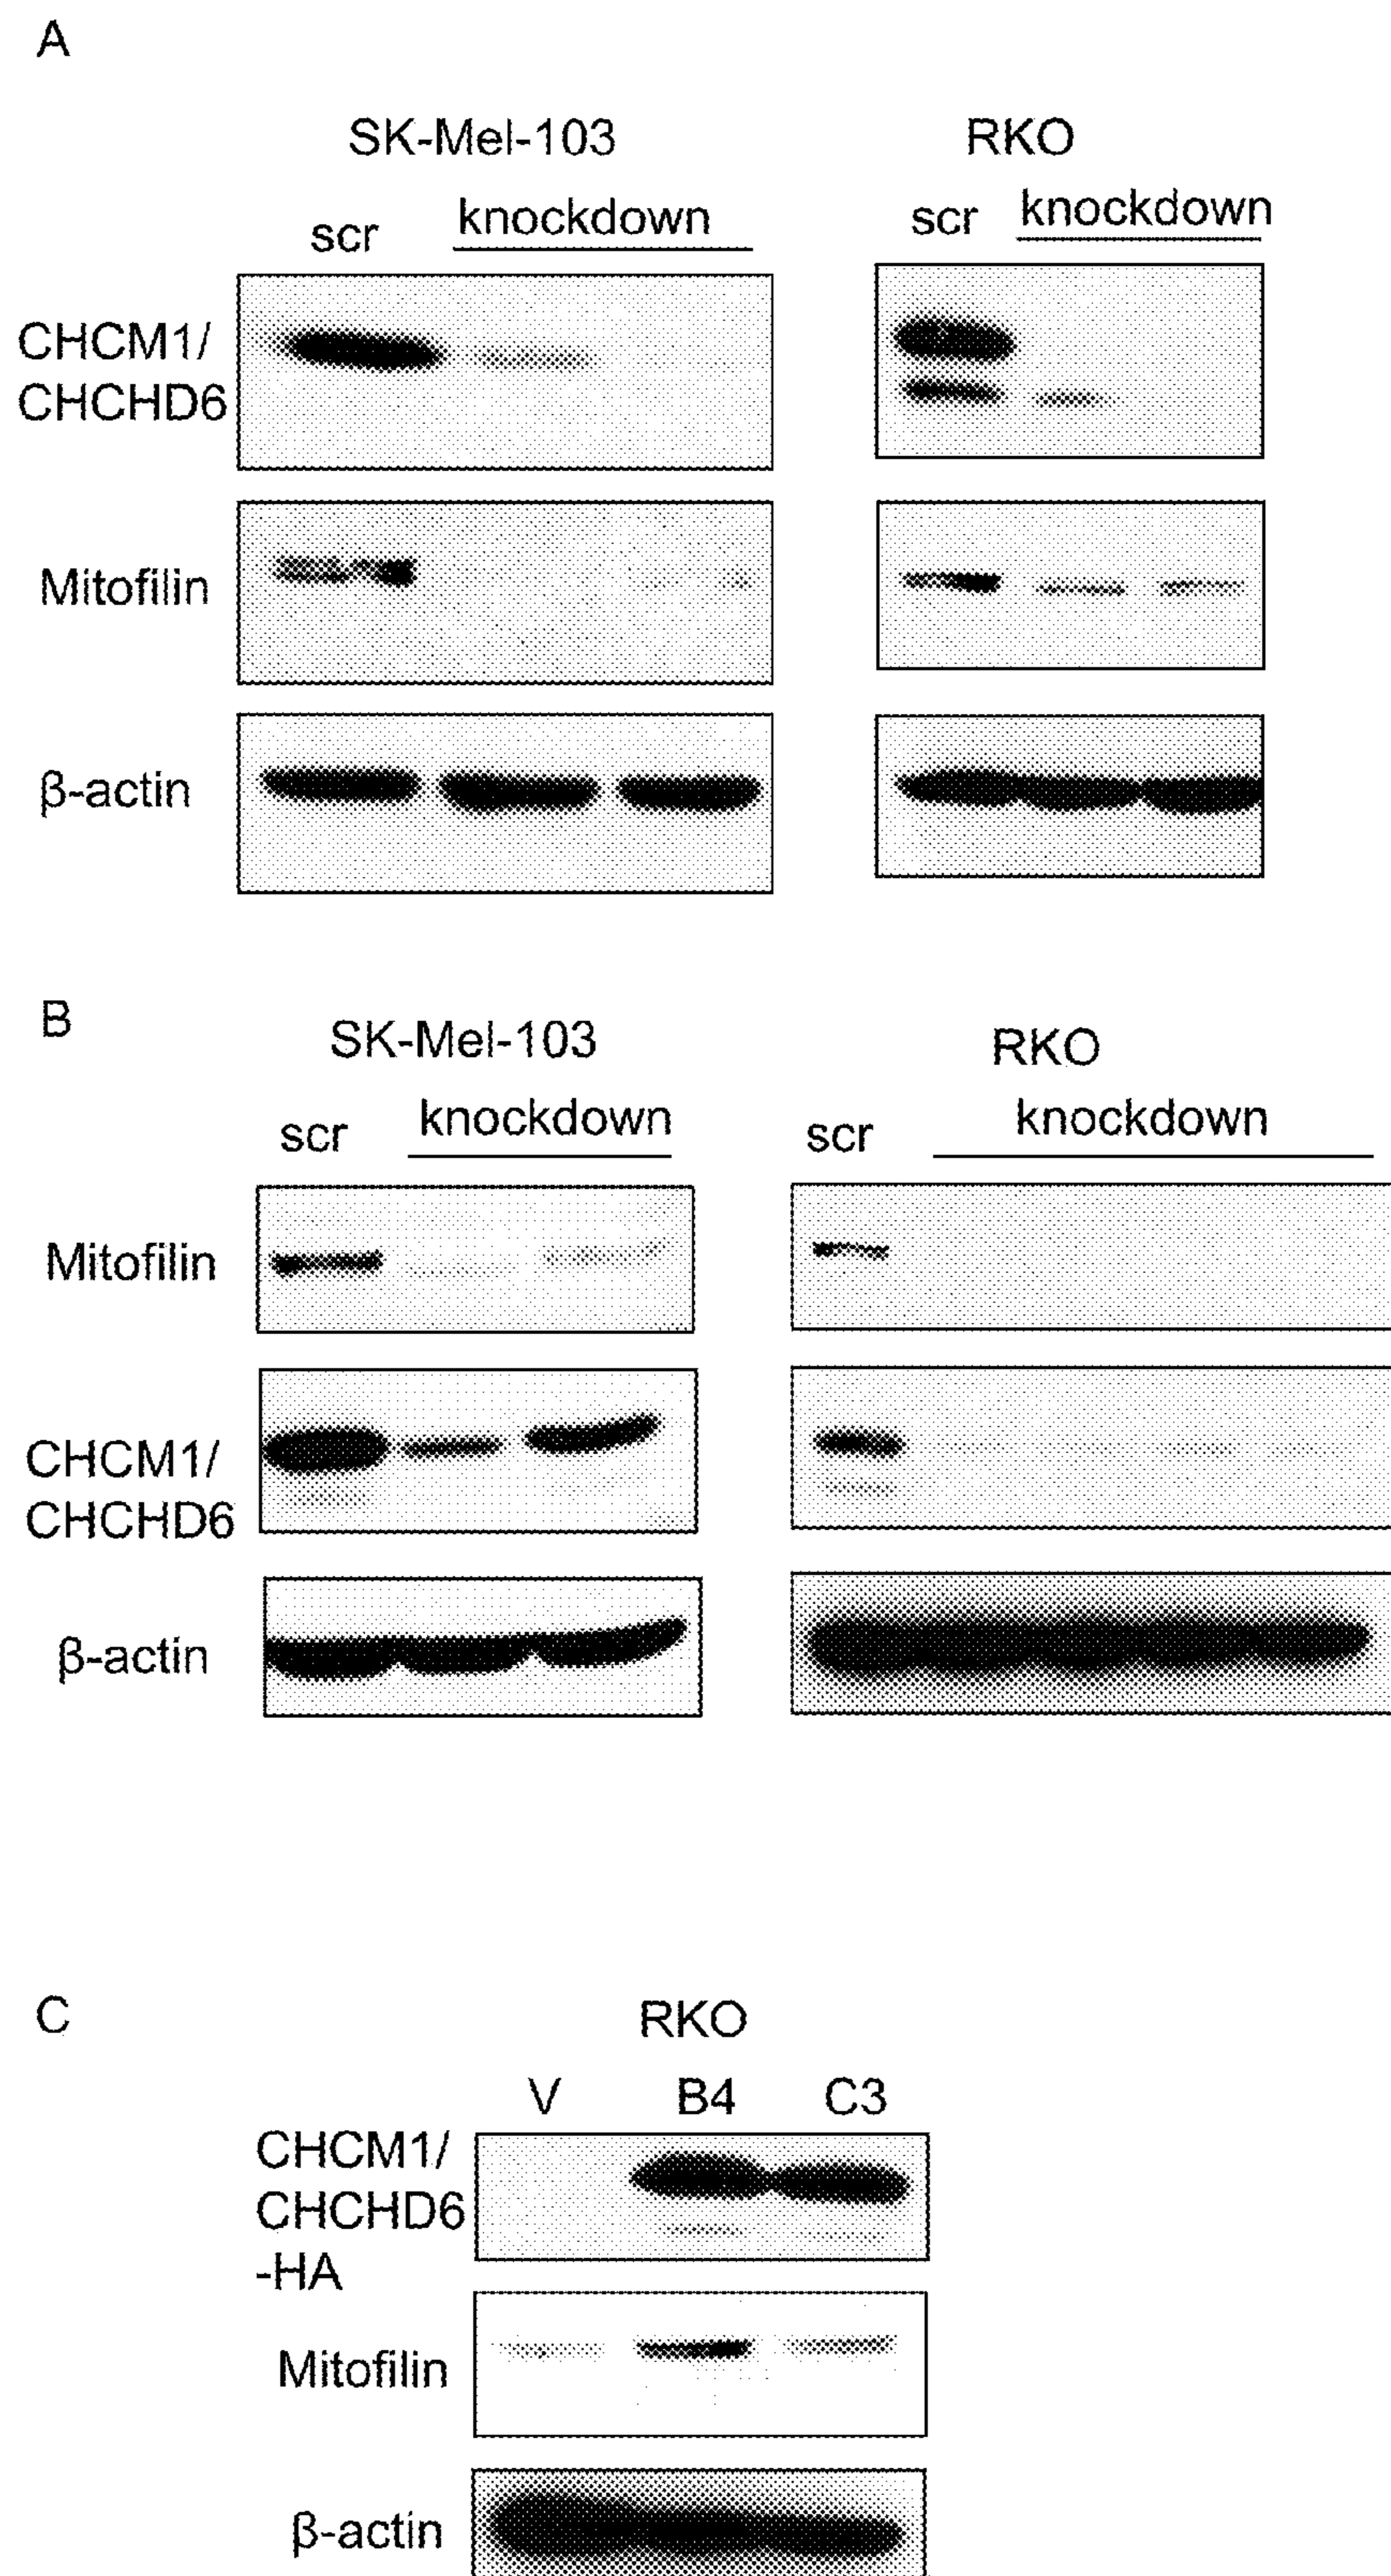 A
SK-Mel-103
RKO
scr
knockdown
scr
knockdown
CHCM1/
CHCHD6
Mitofilin
β-actin
B
SK-Mel-103
RKO
scr
knockdown
scr
knockdown
Mitofilin
CHCM1/
CHCHD6
β-actin
C
RKO
V
B4
C3
CHCM1/
CHCHD6
-HA
Mitofilin
β-actin